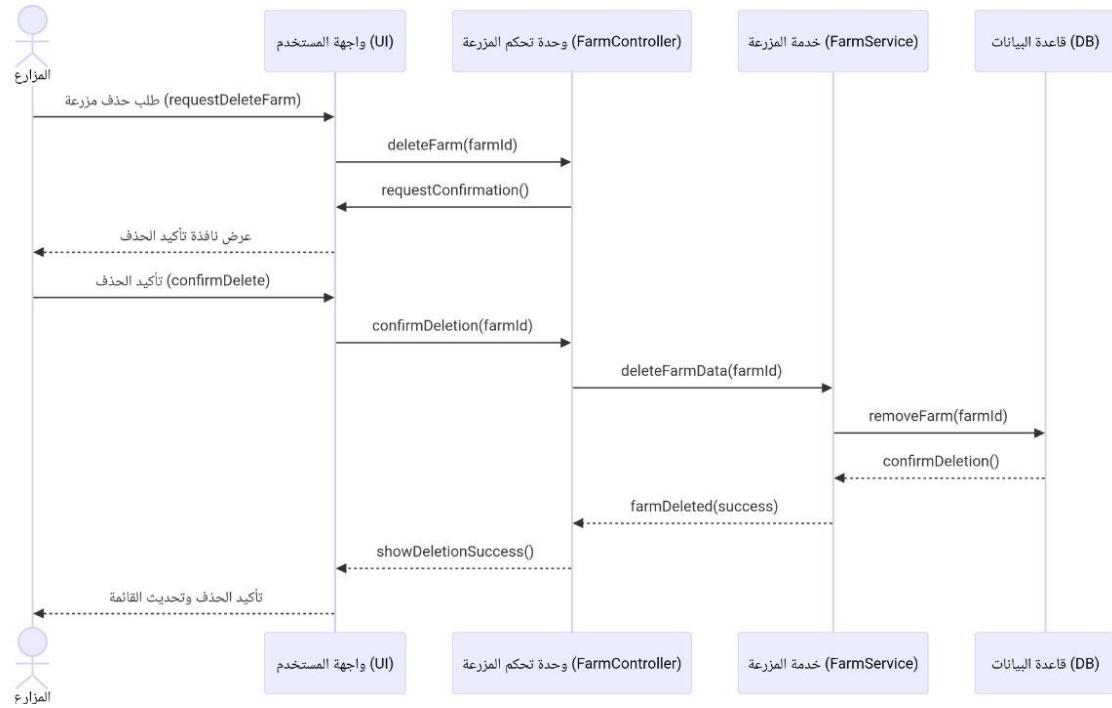 المزارع
واجهة المستخدم (UI)
وحدة تحكم المزرعة (FarmController)
خدمة المزرعة (FarmService)
قاعدة البيانات (DB)
طلب حذف مزرعة (requestDeleteFarm)
deleteFarm(farmId)
requestConfirmation()
عرض نافذة تأكيد الحذف
تأكيد الحذف (confirmDelete)
confirmDeletion(farmId)
deleteFarmData(farmId)
removeFarm(farmId)
confirmDeletion()
farmDeleted(success)
showDeletionSuccess()
تأكيد الحذف وتحديث القائمة
المزارع
واجهة المستخدم (UI)
وحدة تحكم المزرعة (FarmController)
خدمة المزرعة (FarmService)
قاعدة البيانات (DB)